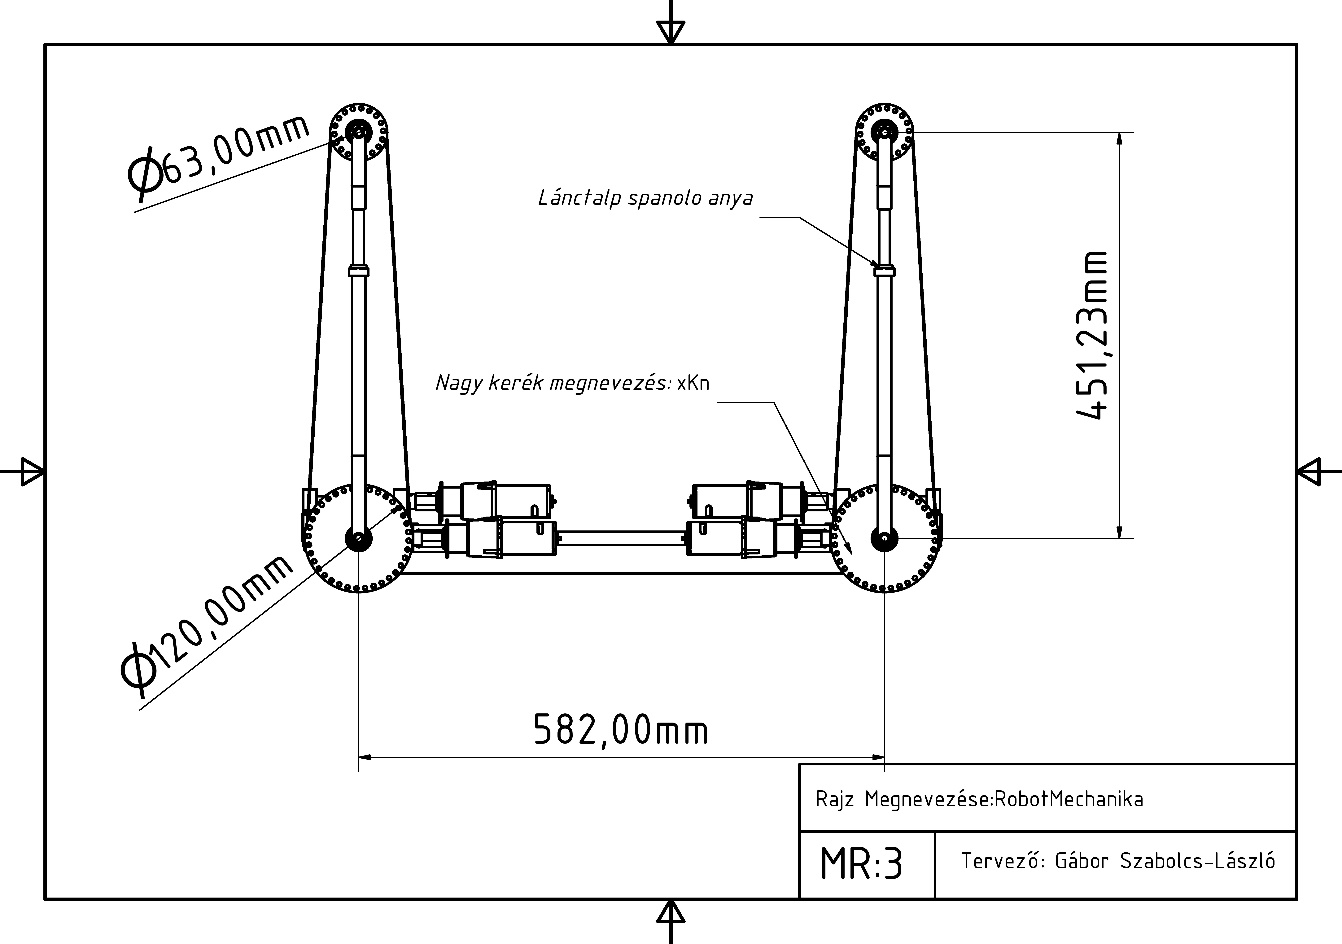 Ø63,00mm
Lánctalp spanolo anya
451,23mm
Nagy kerék megnevezés: xKn
Ø120,00mm
582,00mm
Rajz Megnevezése:RobotMechanika
MR:3
Tervező: Gábor Szabolcs-László